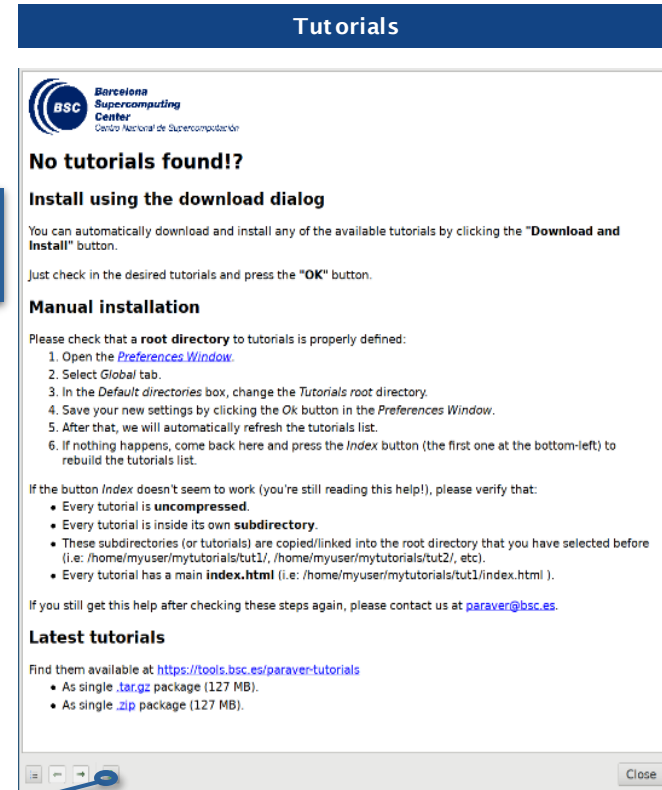 Tutorials
BSC
Barcelona
Supercomputing
Center
Centro Nacional de Supercomputación
No tutorials found!?
Install using the download dialog
You can automatically download and install any of the available tutorials by clicking the "Download and
Install" button.
Just check in the desired tutorials and press the "OK" button.
Manual installation
Please check that a root directory to tutorials is properly defined:
1. Open the Preferences Window.
2. Select Global tab.
3. In the Default directories box, change the Tutorials root directory.
4. Save your new settings by clicking the Ok button in the Preferences Window.
5. After that, we will automatically refresh the tutorials list.
6. If nothing happens, come back here and press the Index button (the first one at the bottom-left) to
rebuild the tutorials list.
If the button Index doesn't seem to work (you're still reading this help!), please verify that:
• Every tutorial is uncompressed.
• Every tutorial is inside its own subdirectory.
• These subdirectories (or tutorials) are copied/linked into the root directory that you have selected before
(i.e: /home/myuser/mytutorials/tut1/, /home/myuser/mytutorials/tut2/, etc).
• Every tutorial has a main index.html (i.e: /home/myuser/mytutorials/tut1/index.html ).
If you still get this help after checking these steps again, please contact us at paraver@bsc.es.
Latest tutorials
Find them available at https://tools.bsc.es/paraver-tutorials
• As single .tar.gz package (127 MB).
• As single .zip package (127 MB).
Close